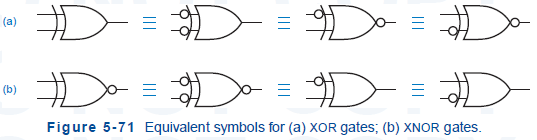 (a)
(b)
Figure 5-71 Equivalent symbols for (a) XOR gates; (b) XNOR gates.